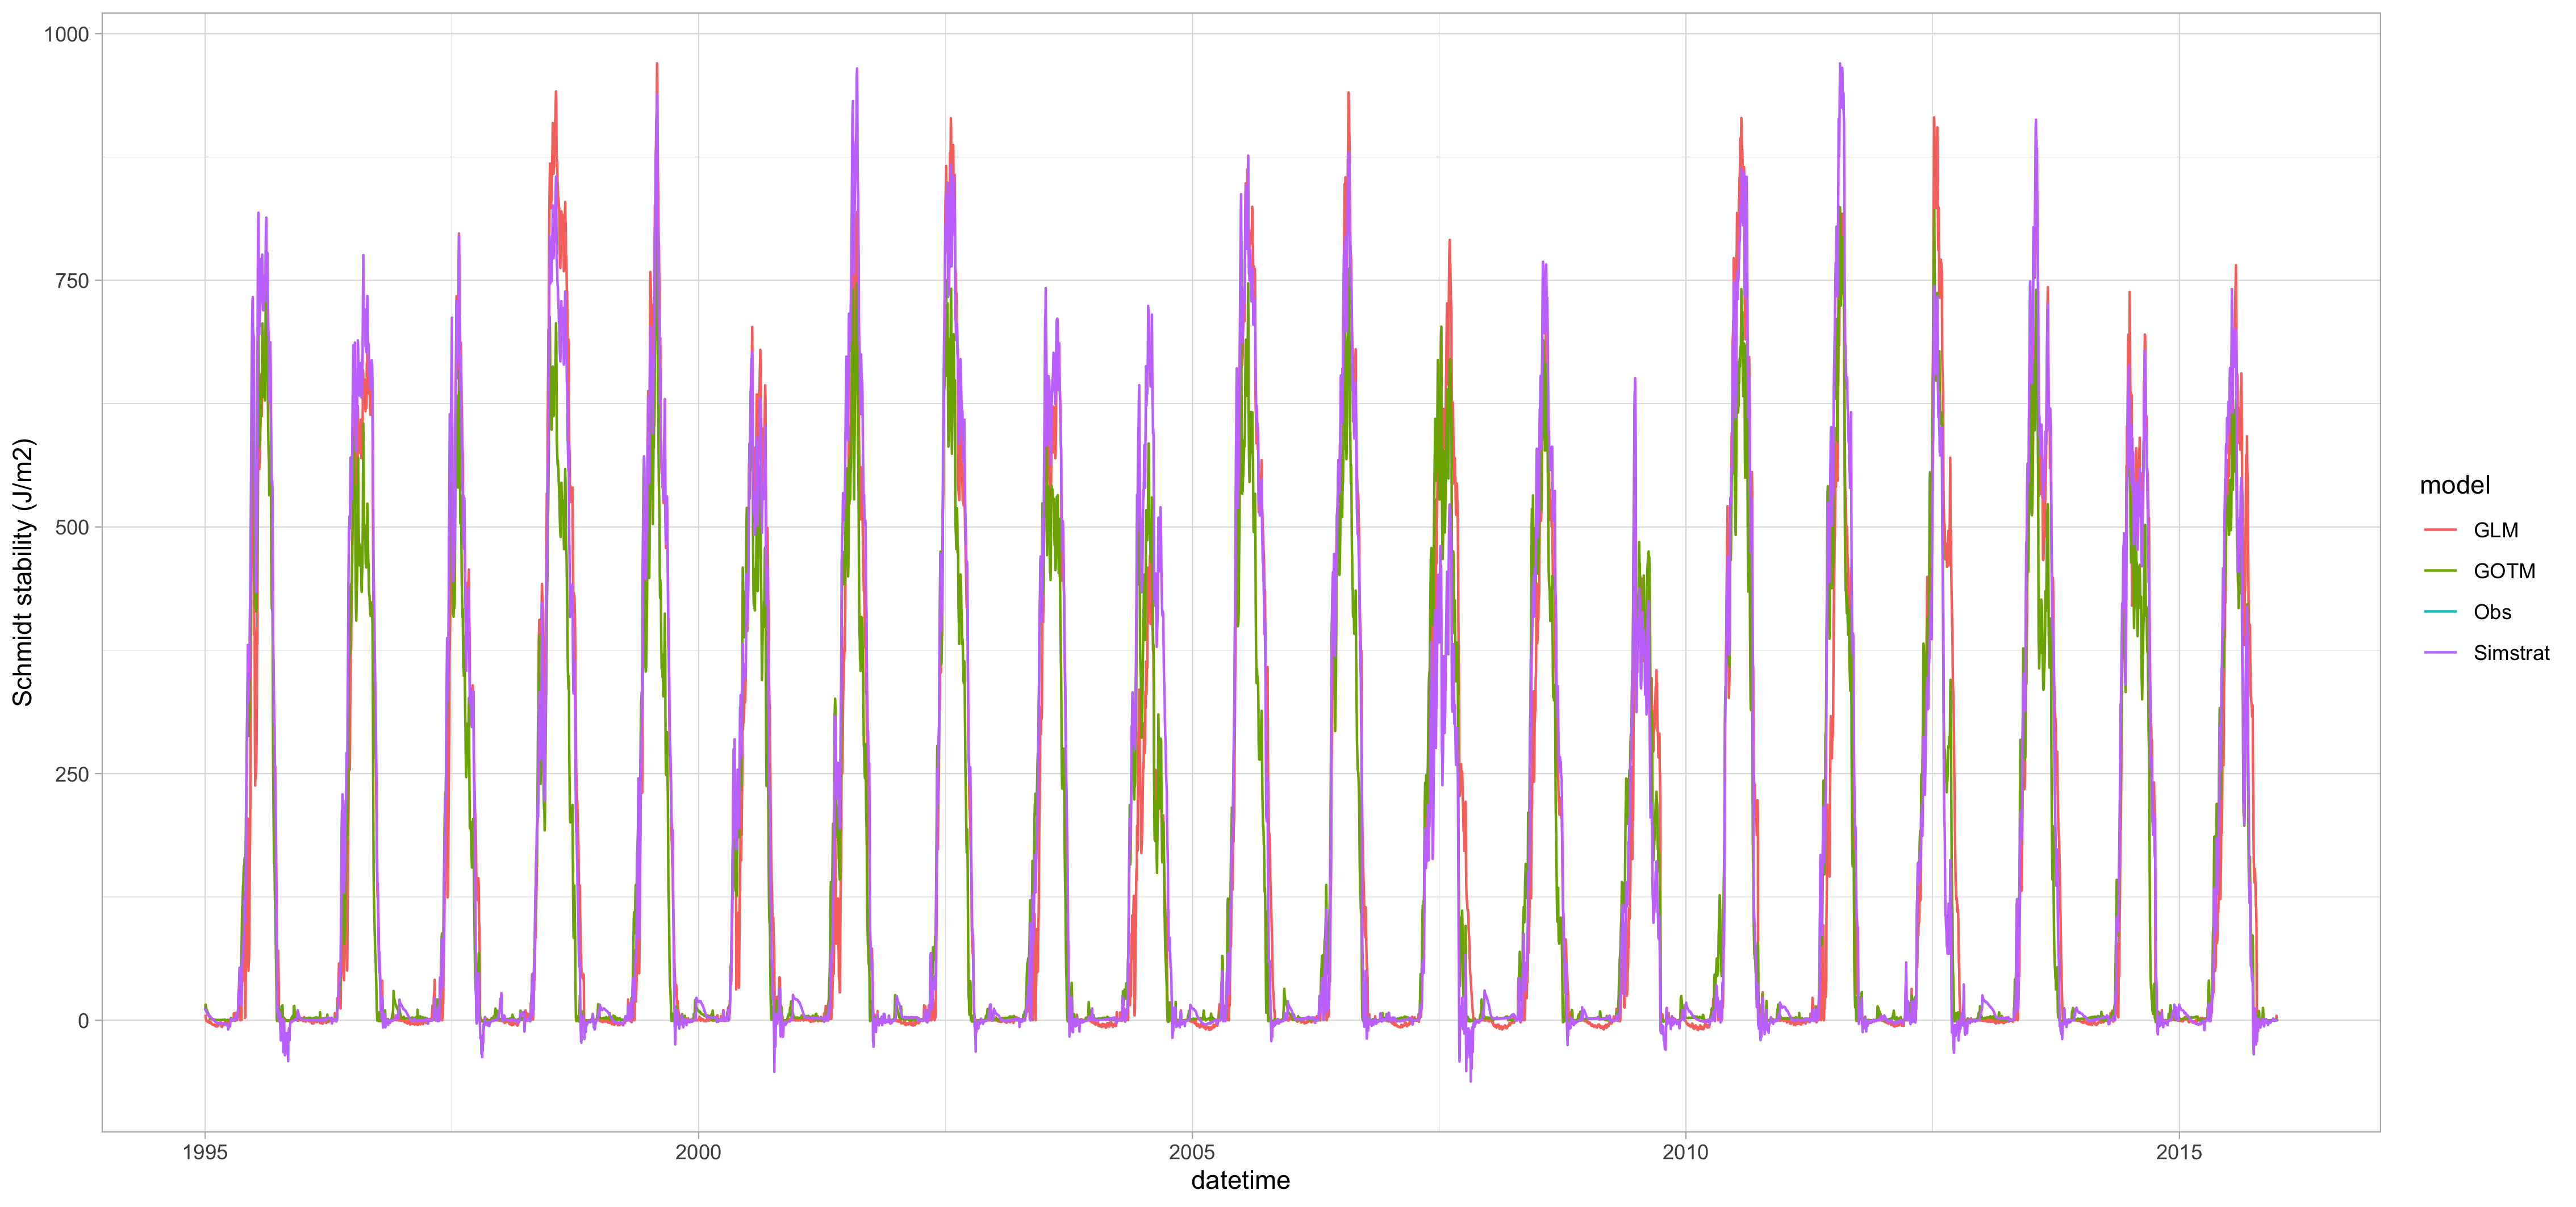 1000
750
500
250
0
Schmidt stability (J/m2)
1995
2000
2005
2010
2015
datetime
model
GLM
GOTM
Obs
Simstrat